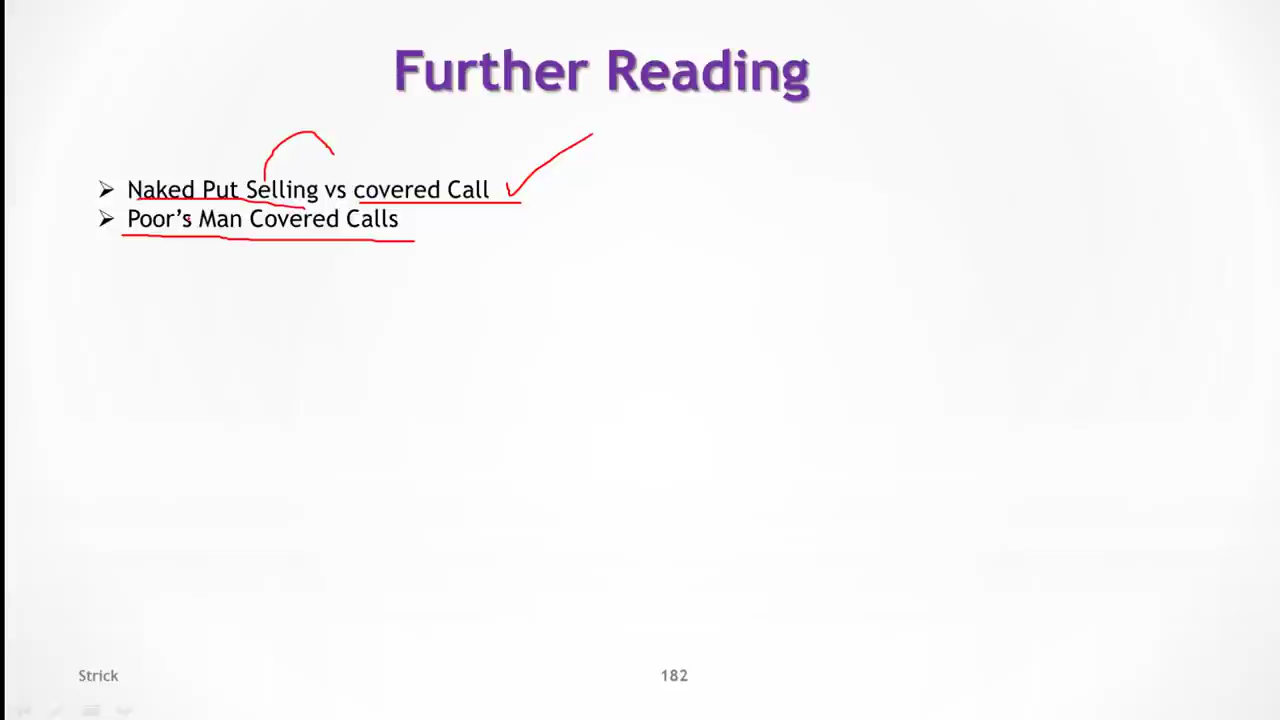 Further Reading
➢ Naked Put Selling vs covered Call
➢ Poor’s Man Covered Calls
Strick
182